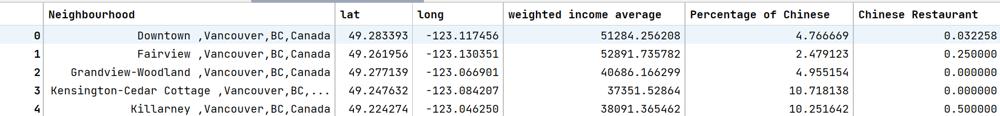 Neighbourhood lat long weighted income average Percentage of Chinese Chinese Restaurant
0 Downtown ,Vancouver,BC,Canada 49.283393 -123.117456 51284.256208 4.766669 0.032258
1 Fairview ,Vancouver,BC,Canada 49.261956 -123.130351 52891.735782 2.479123 0.250000
2 Grandview-Woodland ,Vancouver,BC,Canada 49.277139 -123.066901 40686.166299 4.955154 0.000000
3 Kensington-Cedar Cottage ,Vancouver,BC,... 49.247632 -123.084207 37351.52864 10.718138 0.000000
4 Killarney ,Vancouver,BC,Canada 49.224274 -123.046250 38091.365462 10.251642 0.500000